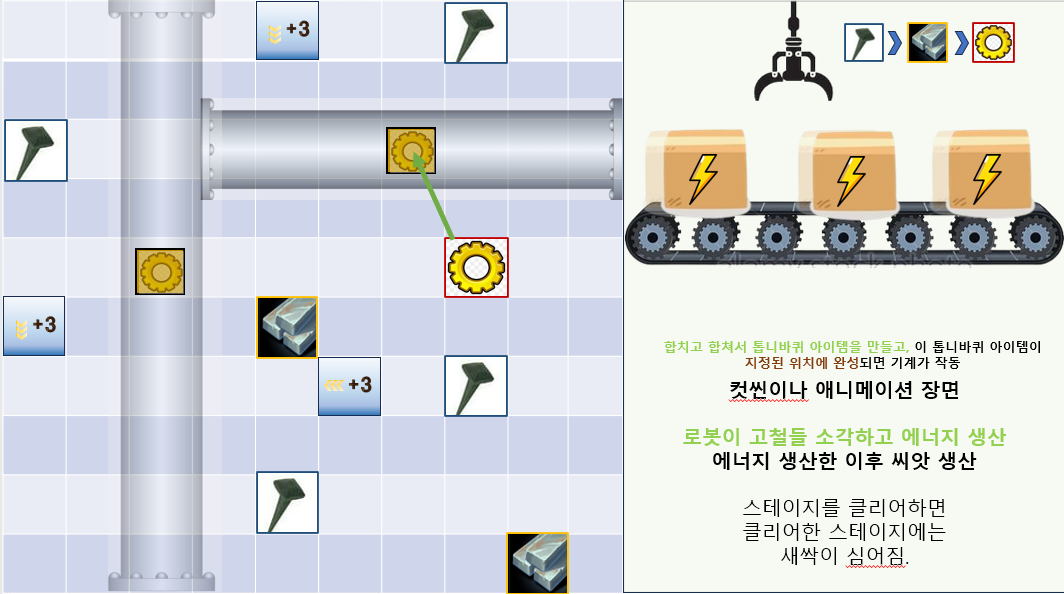 +3
+3
+3
합치고 합쳐서 톱니바퀴 아이템을 만들고, 이 톱니바퀴 아이템이
지정된 위치에 완성되면 기계가 작동
컷씬이나 애니메이션 장면
로봇이 고철들 소각하고 에너지 생산
에너지 생산한 이후 씨앗 생산
스테이지를 클리어하면
클리어한 스테이지에는
새싹이 심어짐.